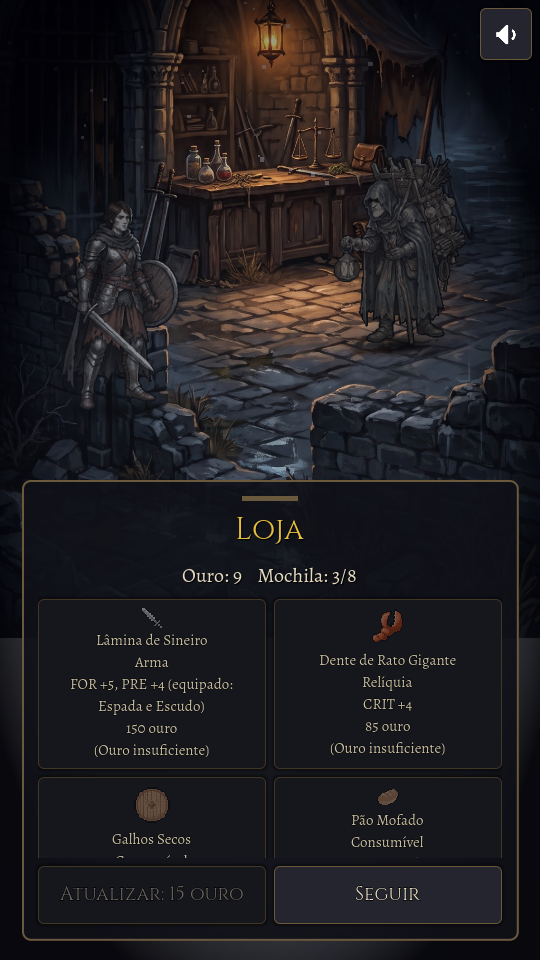 Loja
Ouro: 9 Mochila: 3/8
Lâmina de Sineiro
Arma
FOR +5, PRE +4 (equipado:
Espada e Escudo)
150 ouro
(Ouro insuficiente)
Dente de Rato Gigante
Relíquia
CRIT +4
85 ouro
(Ouro insuficiente)
Galhos Secos
Pão Mofado
Consumível
Atualizar: 15 ouro
Seguir